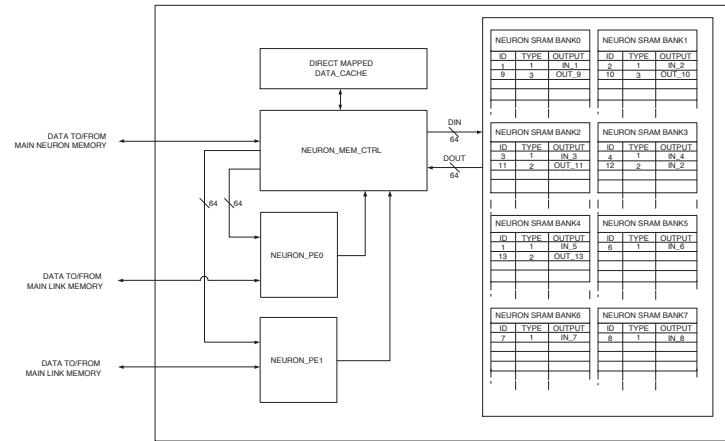 DIRECT MAPPED
DATA_CACHE
NEURON_MEM_CTRL
DATA TO/FROM
MAIN NEURON MEMORY
DIN
64
DOUT
64
64
64
NEURON_PE0
DATA TO/FROM
MAIN LINK MEMORY
NEURON_PE1
DATA TO/FROM
MAIN LINK MEMORY
NEURON SRAM BANK0
ID TYPE OUTPUT
1 1 IN_1
9 3 OUT_9
NEURON SRAM BANK1
ID TYPE OUTPUT
2 1 IN_2
10 3 OUT_10
NEURON SRAM BANK2
ID TYPE OUTPUT
3 1 IN_3
11 2 OUT_11
NEURON SRAM BANK3
ID TYPE OUTPUT
4 1 IN_4
12 2 IN_2
NEURON SRAM BANK4
ID TYPE OUTPUT
1 1 IN_5
13 2 OUT_13
NEURON SRAM BANK5
ID TYPE OUTPUT
6 1 IN_6
NEURON SRAM BANK6
ID TYPE OUTPUT
7 1 IN_7
NEURON SRAM BANK7
ID TYPE OUTPUT
8 1 IN_8